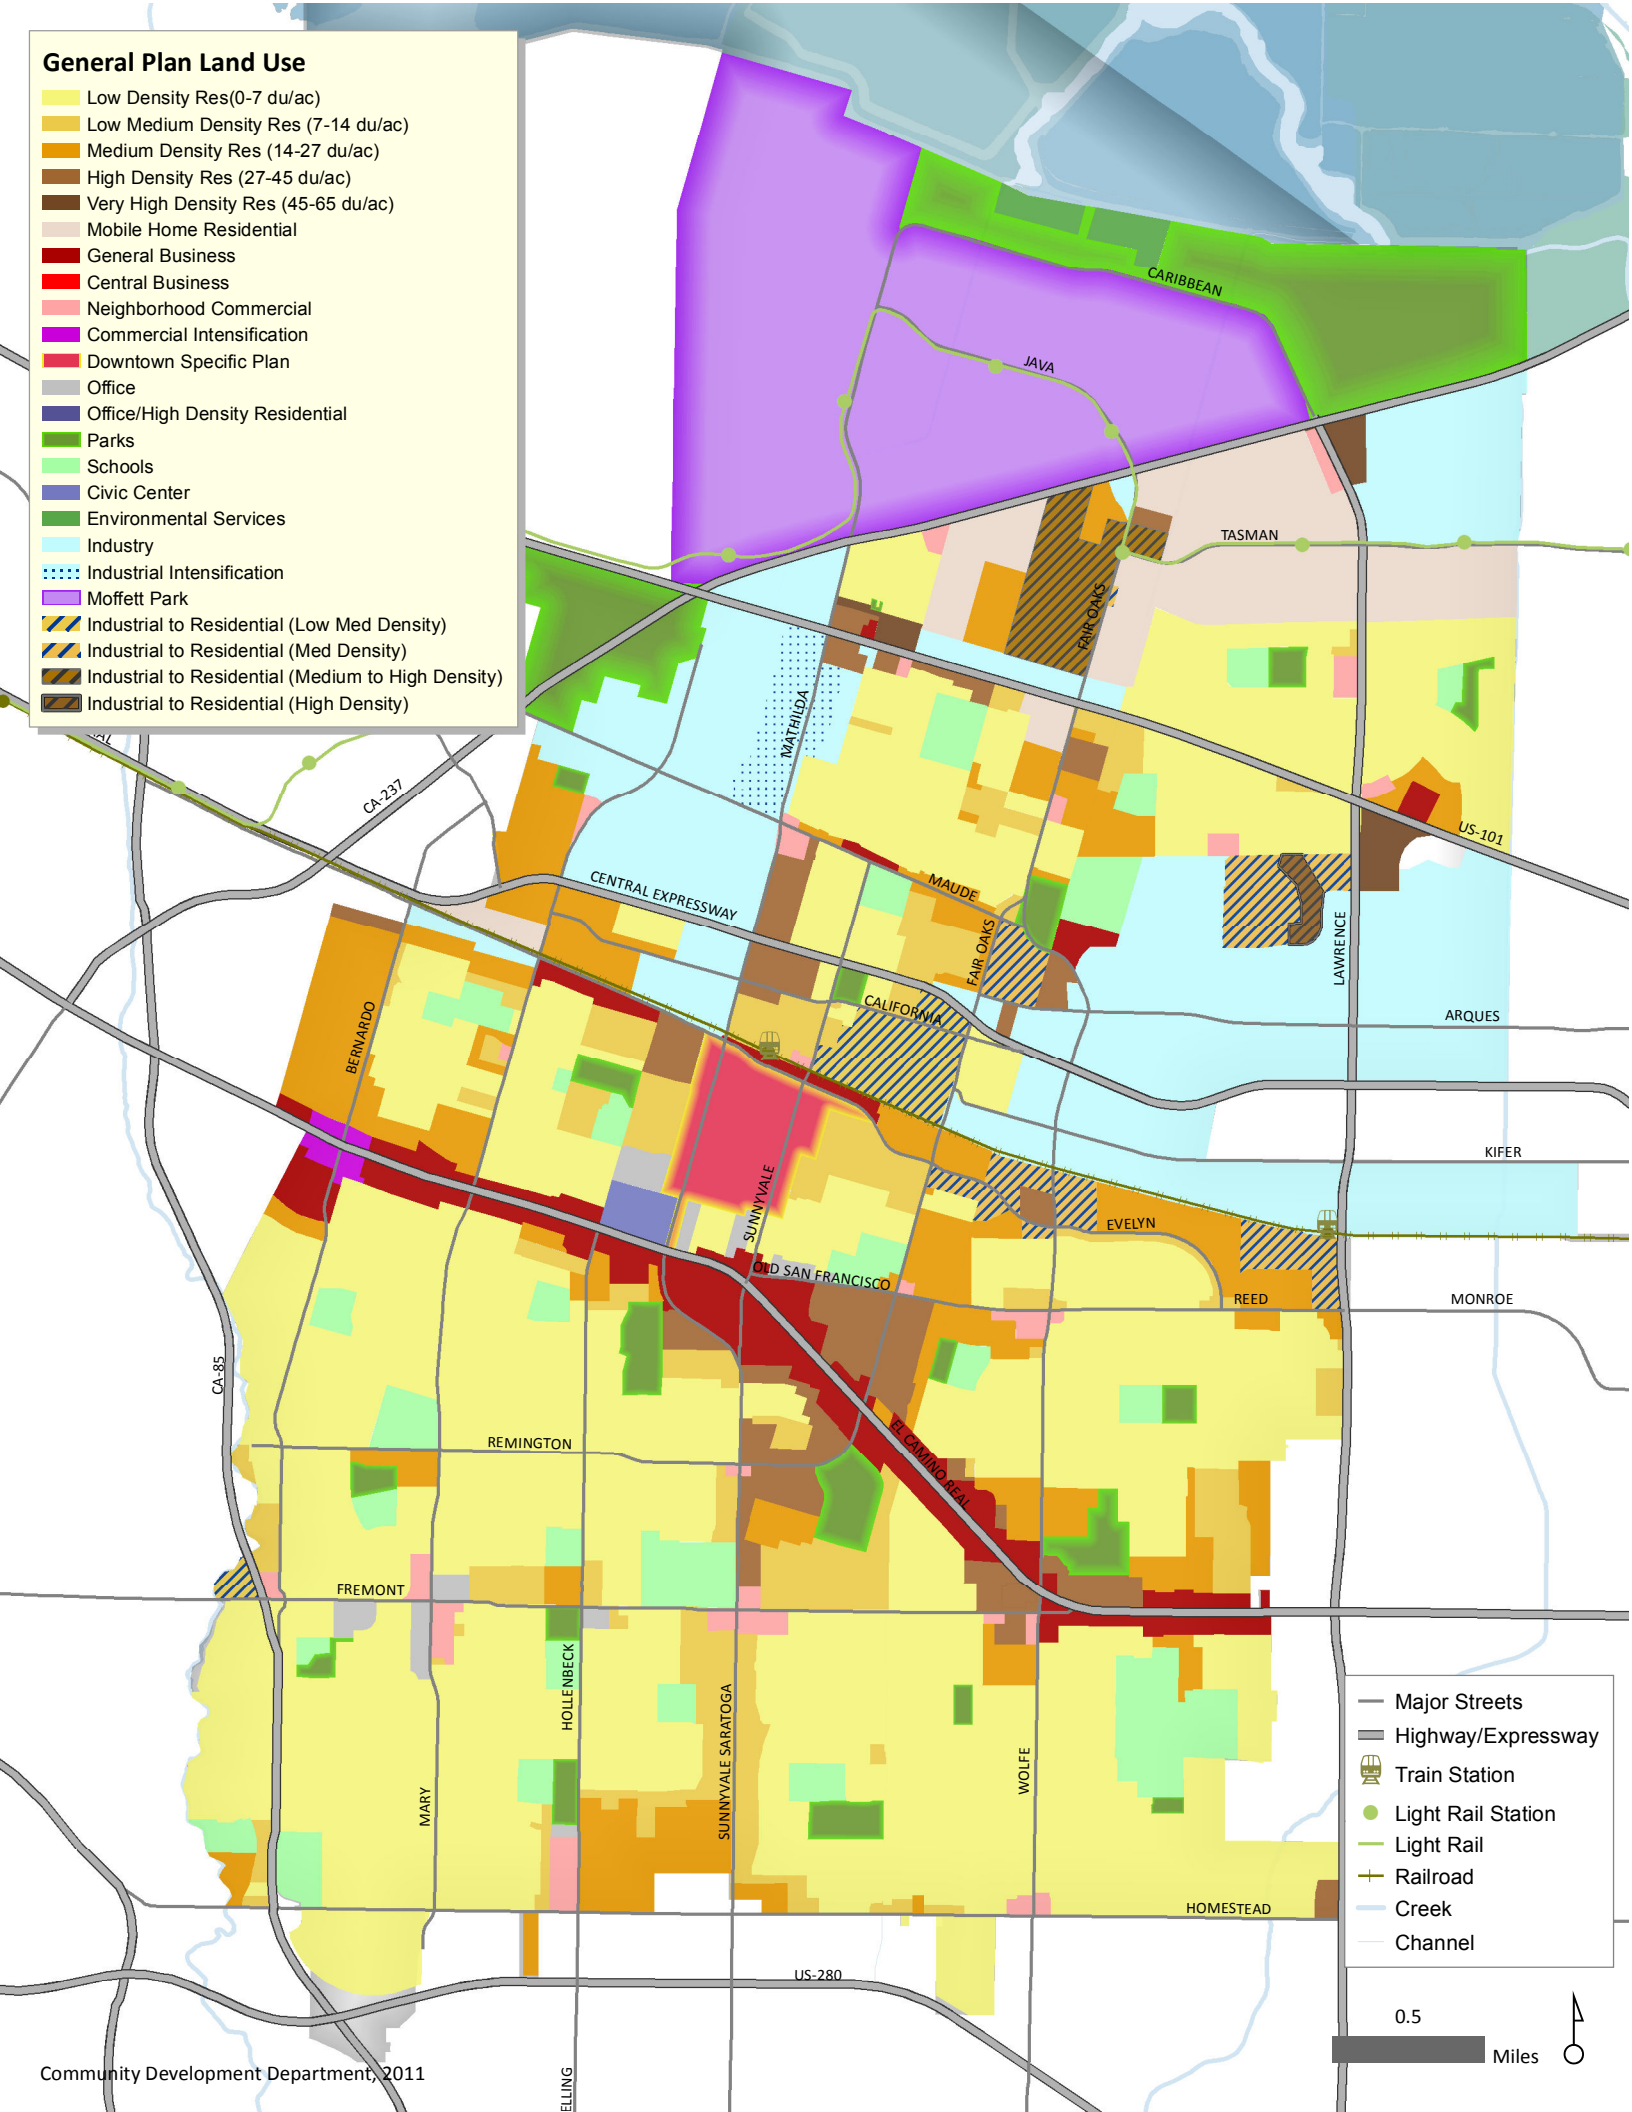 General Plan Land Use
Low Density Res(0-7 du/ac)
Low Medium Density Res (7-14 du/ac)
Medium Density Res (14-27 du/ac)
High Density Res (27-45 du/ac)
Very High Density Res (45-65 du/ac)
Mobile Home Residential
General Business
Central Business
Neighborhood Commercial
Commercial Intensification
Downtown Specific Plan
Office
Office/High Density Residential
Parks
Schools
Civic Center
Environmental Services
Industry
Industrial Intensification
Moffett Park
Industrial to Residential (Low Med Density)
Industrial to Residential (Med Density)
Industrial to Residential (Medium to High Density)
Industrial to Residential (High Density)
CARIBBEAN
JAVA
TASMAN
FAIR OAKS
MATHILDA
CA-237
US-101
CENTRAL EXPRESSWAY
MAUDE
FAIR OAKS
LAWRENCE
CALIFORNIA
ARQUES
BERNARDO
KIFER
SUNNYVALE
EVELYN
OLD SAN FRANCISCO
REED
MONROE
CA-85
EL CAMINO REAL
REMINGTON
FREMONT
HOLLENBECK
SUNNYVALE SARATOGA
WOLFE
MARY
HOMESTEAD
US-280
ELLING
Major Streets
Highway/Expressway
Train Station
Light Rail Station
Light Rail
Railroad
Creek
Channel
0.5
Miles
Community Development Department, 2011